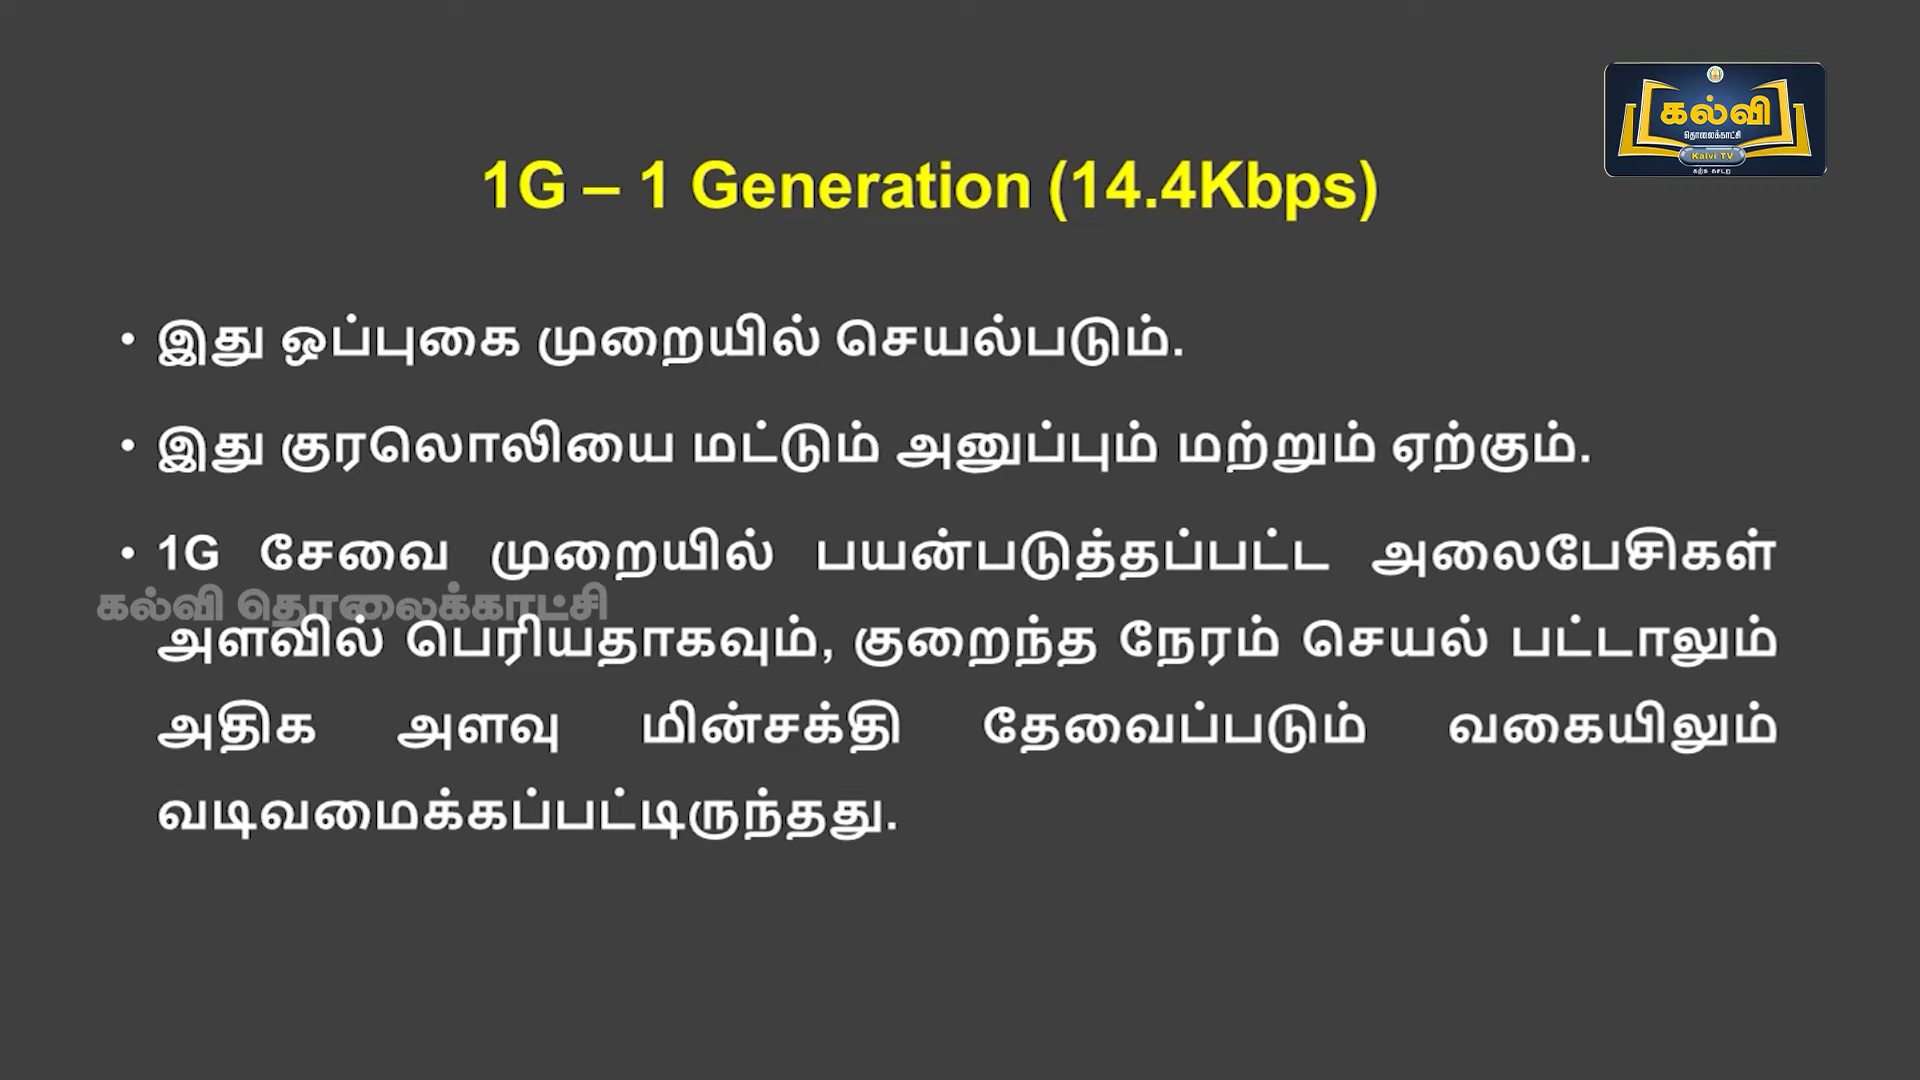 கல்வி
தொலைக்காட்சி
Kalvi TV
கற்க கசடற
1G – 1 Generation (14.4Kbps)
• இது ஒப்புகை முறையில் செயல்படும்.
• இது குரலொலியை மட்டும் அனுப்பும் மற்றும் ஏற்கும்.
• 1G சேவை முறையில் பயன்படுத்தப்பட்ட அலைபேசிகள்
கல்வி தொலைக்காட்சி
அளவில் பெரியதாகவும், குறைந்த நேரம் செயல் பட்டாலும்
அதிக அளவு மின்சக்தி தேவைப்படும் வகையிலும்
வடிவமைக்கப்பட்டிருந்தது.